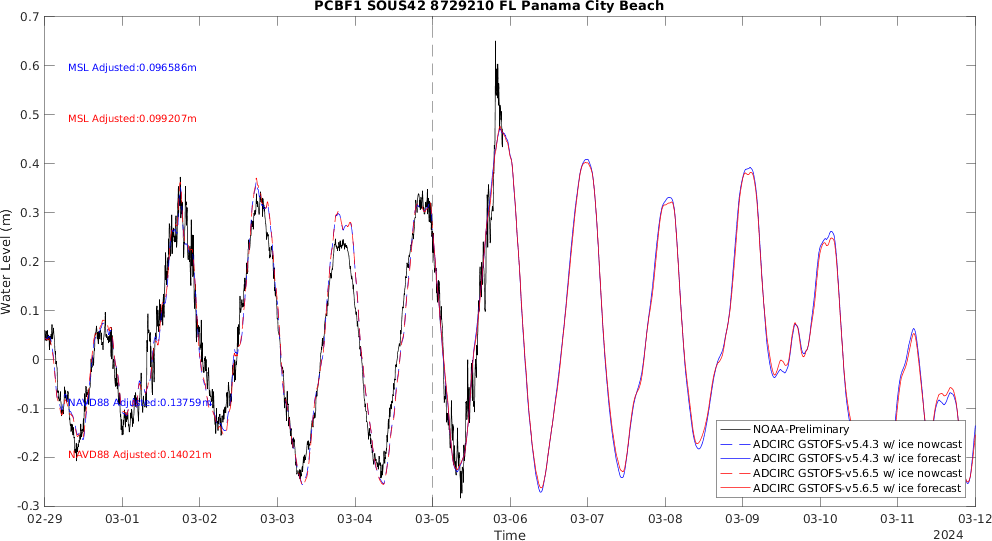 PCBF1 SOUS42 8729210 FL Panama City Beach
0.7
0.6
0.5
0.4
0.3
0.2
0.1
0
-0.1
-0.2
-0.3
Water Level (m)
MSL Adjusted:0.096586m
MSL Adjusted:0.099207m
NAVD88 Adjusted:0.13759m
NAVD88 Adjusted:0.14021m
NOAA-Preliminary
ADCIRC GSTOFS-v5.4.3 w/ ice nowcast
ADCIRC GSTOFS-v5.4.3 w/ ice forecast
ADCIRC GSTOFS-v5.6.5 w/ ice nowcast
ADCIRC GSTOFS-v5.6.5 w/ ice forecast
02-29 03-01 03-02 03-03 03-04 03-05 03-06 03-07 03-08 03-09 03-10 03-11 03-12
Time
2024